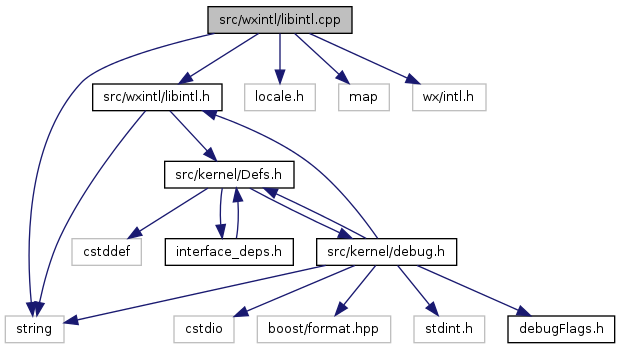 src/wxintl/libintl.cpp
src/wxintl/libintl.h
locale.h
map
wx/intl.h
src/kernel/Defs.h
cstddef
interface_deps.h
src/kernel/debug.h
string
cstdio
boost/format.hpp
stdint.h
debugFlags.h